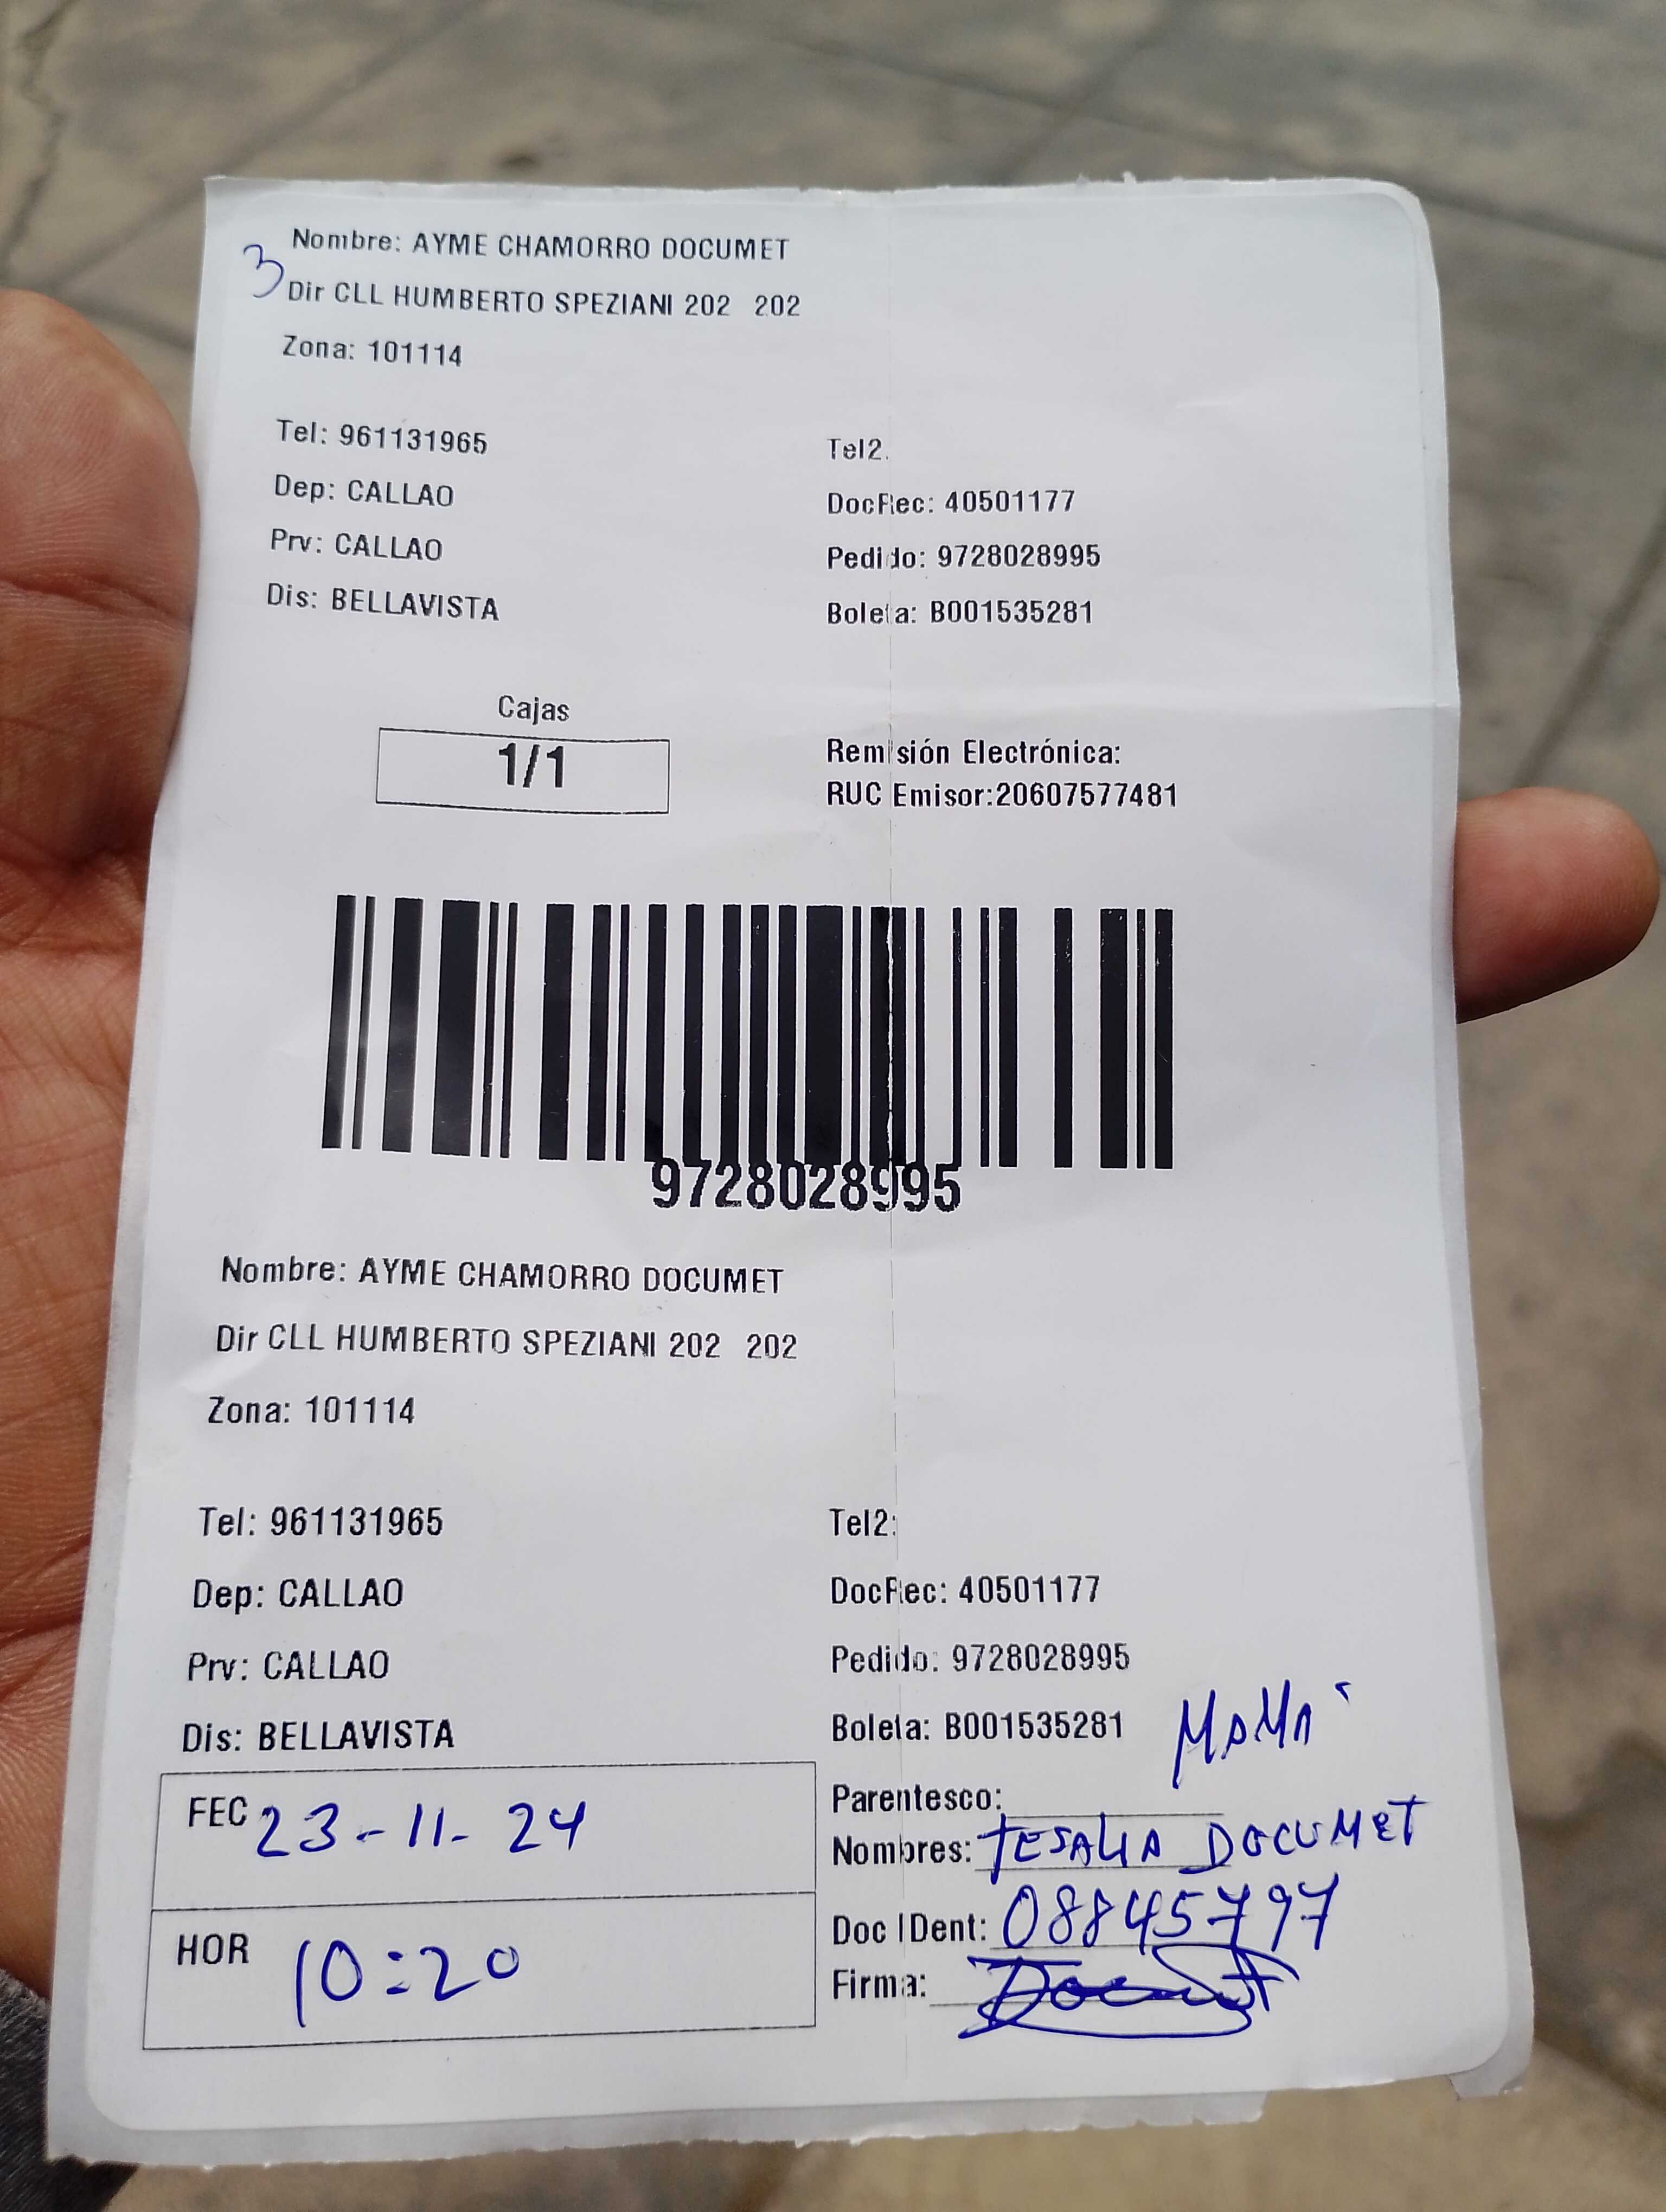 3
Nombre: AYME CHAMORRO DOCUMET
Dir CLL HUMBERTO SPEZIANI 202 202
Zona: 101114
Tel: 961131965
Tel2:
Dep: CALLAO
DocRec: 40501177
Prv: CALLAO
Pedido: 9728028995
Dis: BELLAVISTA
Boleta: B001535281
Cajas
1/1
Remisión Electrónica:
RUC Emisor:20607577481
9728028995
Nombre: AYME CHAMORRO DOCUMET
Dir CLL HUMBERTO SPEZIANI 202 202
Zona: 101114
Tel: 961131965
Tel2:
Dep: CALLAO
DocRec: 40501177
Prv: CALLAO
Pedido: 9728028995
Dis: BELLAVISTA
Boleta: B001535281
FEC 23-11-24
HOR 10:20
Parentesco: MAMÁ
Nombres: TESALIA DOCUMET
Doc IDent: 08845797
Firma: